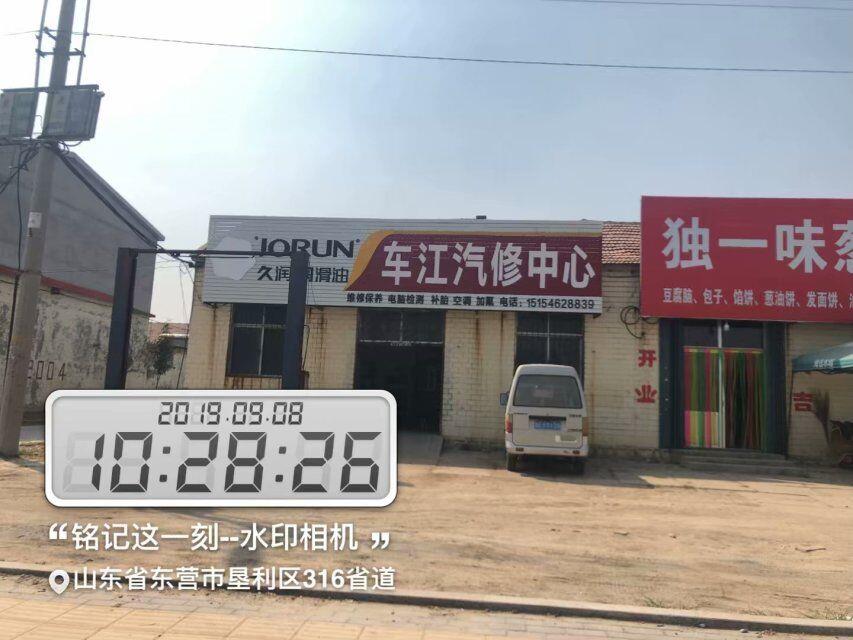 JORUN
久润润滑油
车江汽修中心
维修保养 电脑检测 补胎 空调 加氟 电话：15154628839
独一味葱
豆腐脑、包子、馅饼、葱油饼、发面饼、
开业
吉
2019.09.08
10:28:26
“铭记这一刻--水印相机”
山东省东营市垦利区316省道